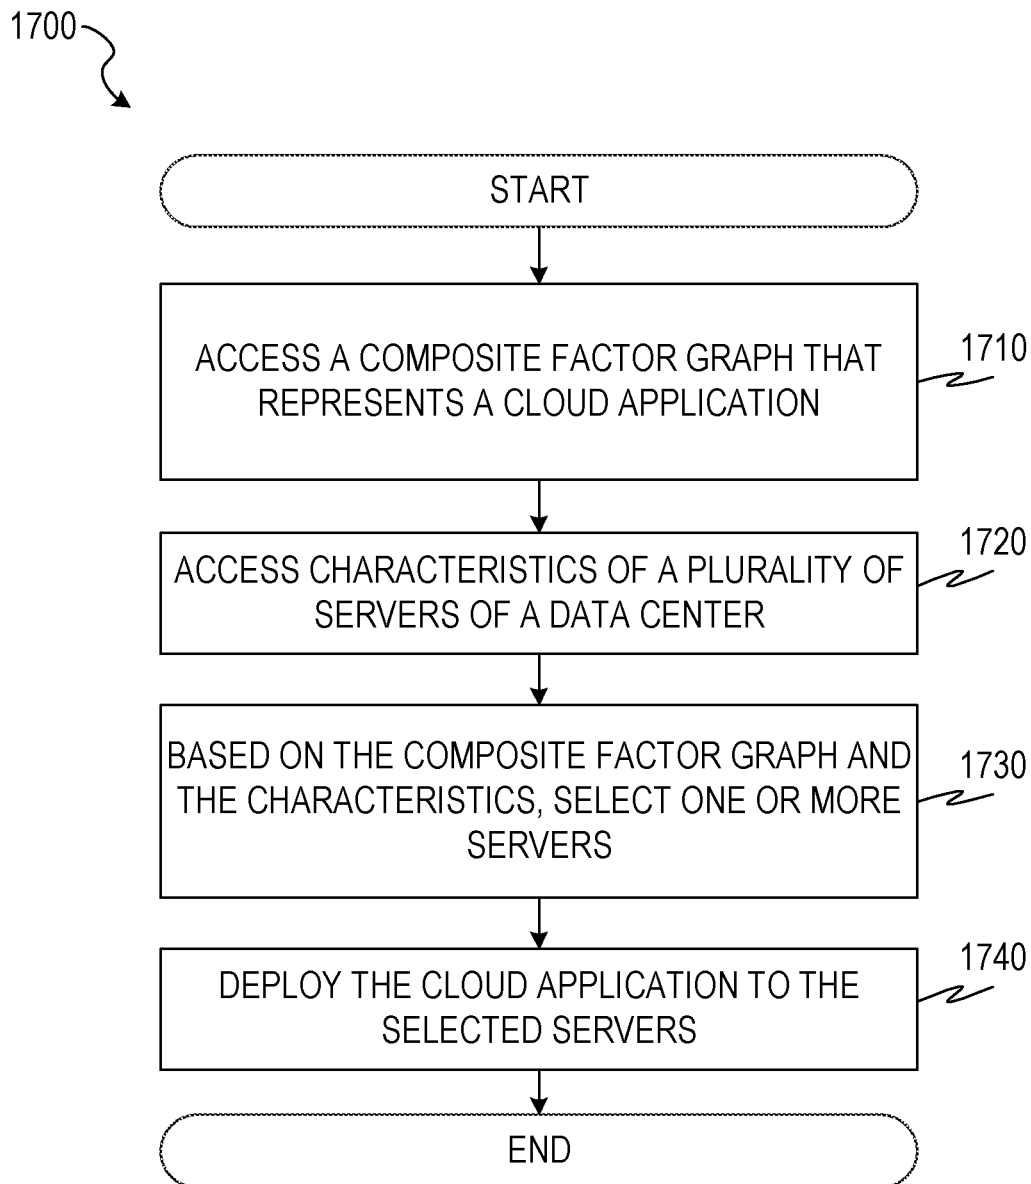 1700
START
ACCESS A COMPOSITE FACTOR GRAPH THAT
REPRESENTS A CLOUD APPLICATION
1710
ACCESS CHARACTERISTICS OF A PLURALITY OF
SERVERS OF A DATA CENTER
1720
BASED ON THE COMPOSITE FACTOR GRAPH AND
THE CHARACTERISTICS, SELECT ONE OR MORE
SERVERS
1730
DEPLOY THE CLOUD APPLICATION TO THE
SELECTED SERVERS
1740
END